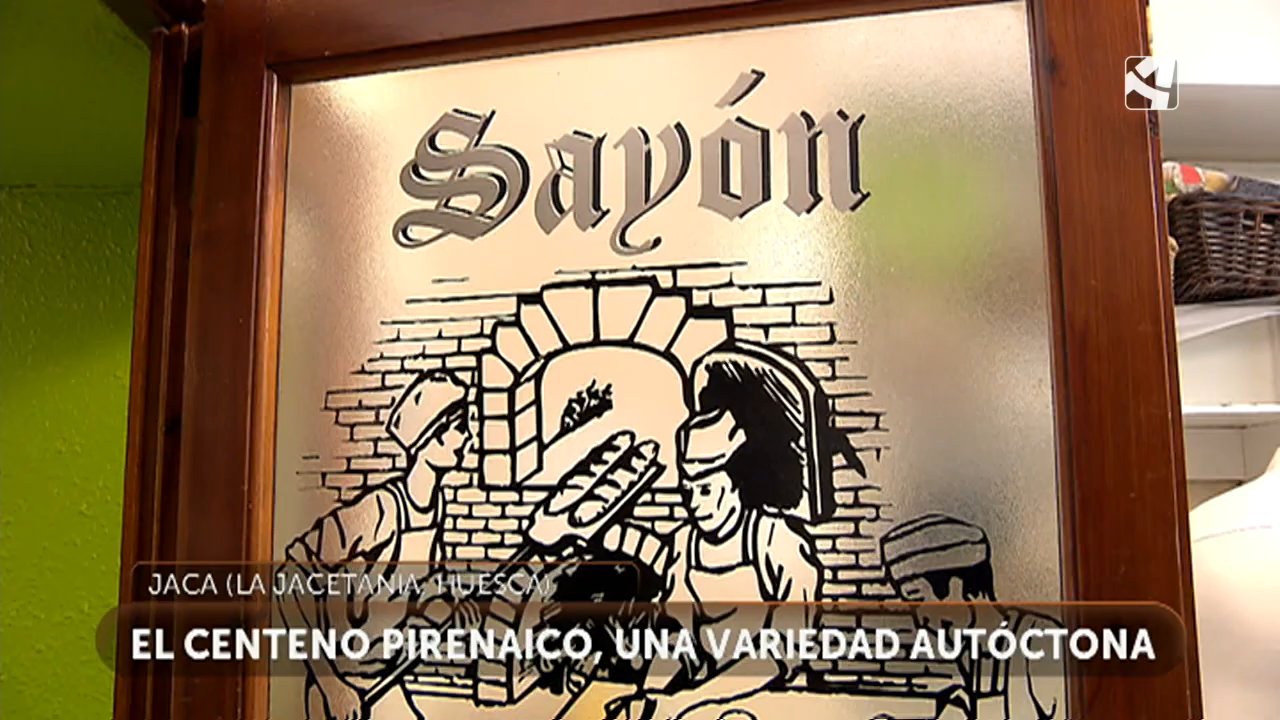 Sayón
JACA (LA JACETANIA, HUESCA)
EL CENTENO PIRENAICO, UNA VARIEDAD AUTÓCTONA